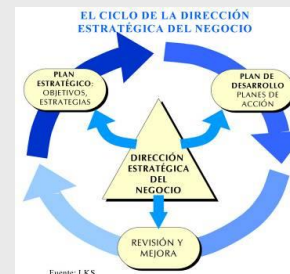 EL CICLO DE LA DIRECCIÓN
ESTRATÉGICA DEL NEGOCIO
PLAN
ESTRATÉGICO:
OBJETIVOS,
ESTRATEGIAS
PLAN DE
DESARROLLO
PLANES DE
ACCIÓN
DIRECCIÓN
ESTRATÉGICA
DEL
NEGOCIO
REVISIÓN Y
MEJORA
Fuente: LKS